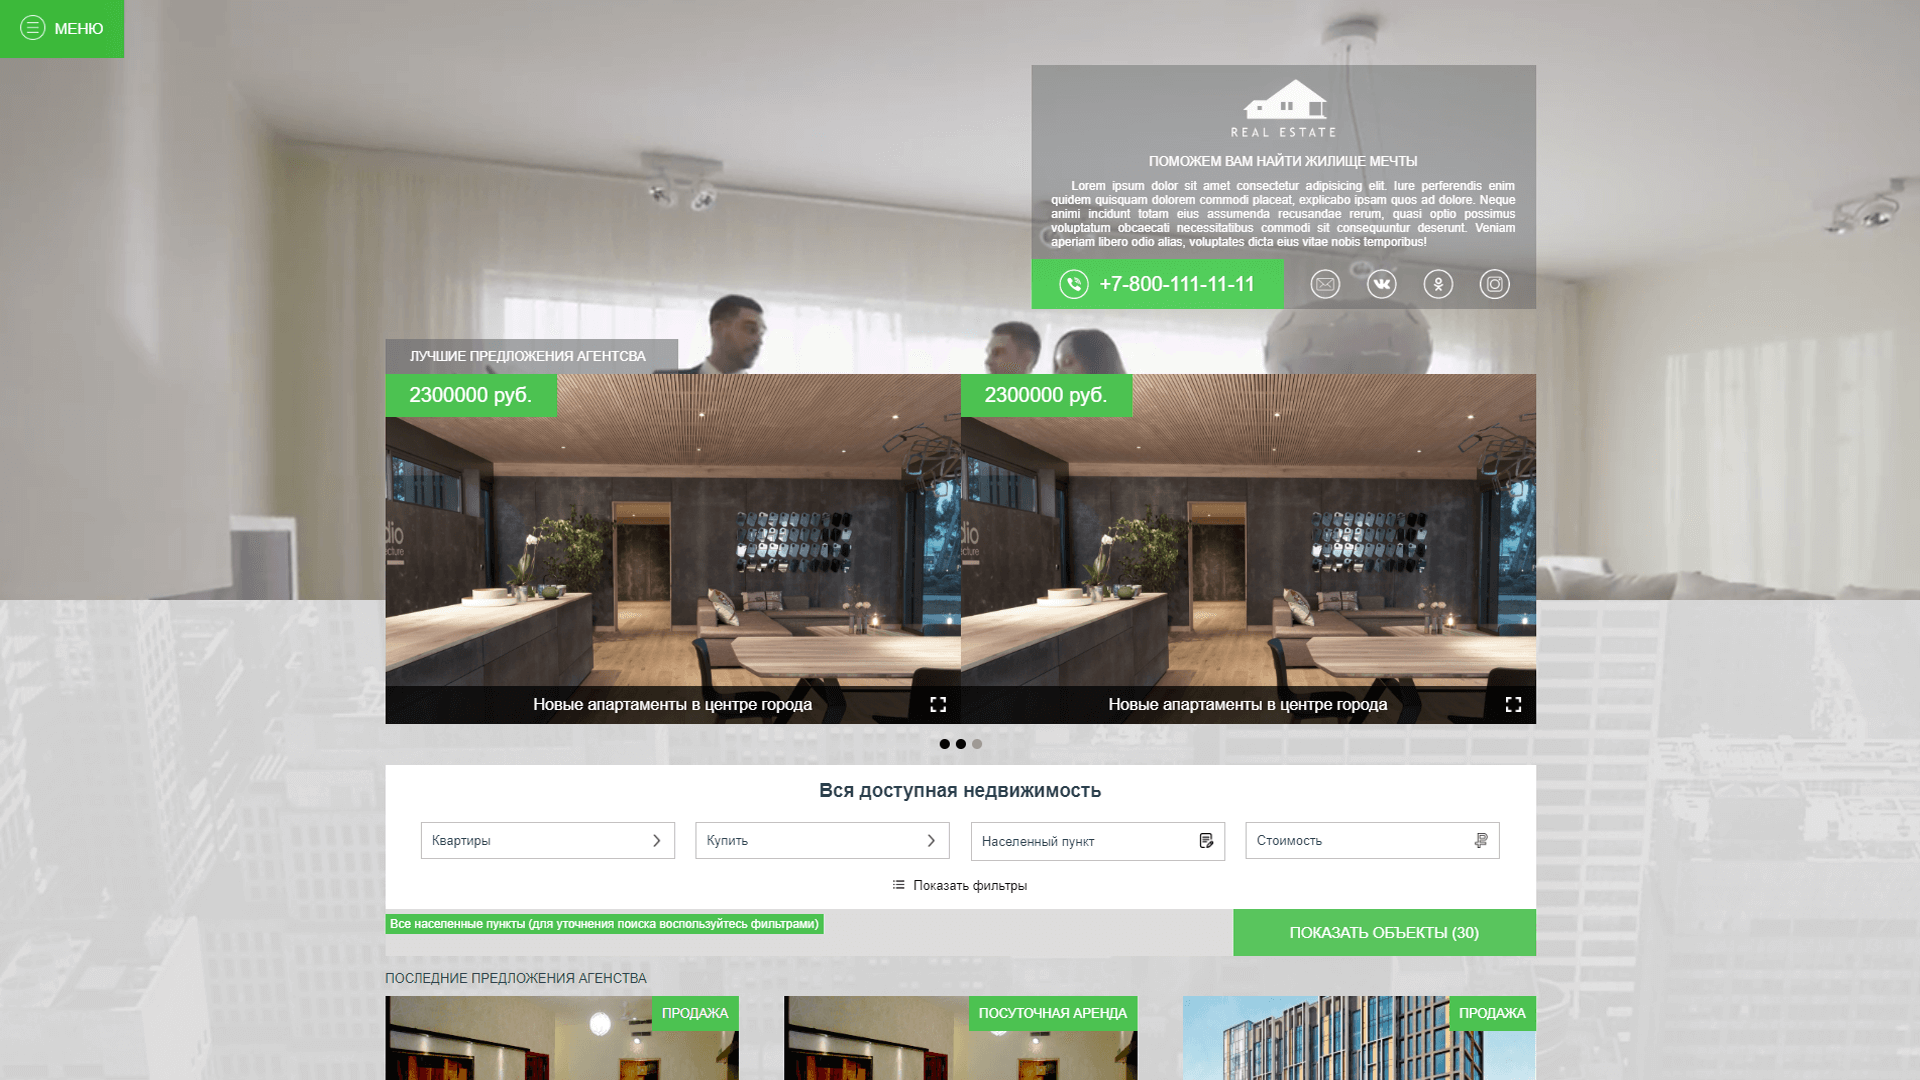 МЕНЮ
REAL ESTATE
ПОМОЖЕМ ВАМ НАЙТИ ЖИЛИЩЕ МЕЧТЫ
Lorem ipsum dolor sit amet consectetur adipisicing elit. Iure perferendis enim
quidem quisquam dolorem commodi placeat, explicabo ipsam quos ad dolore. Neque
animi incidunt totam eius assumenda recusandae rerum, quasi optio possimus
voluptatum obcaecati necessitatibus commodi sit consequuntur deserunt. Veniam
aperiam libero odio alias, voluptates dicta eius vitae nobis temporibus!
+7-800-111-11-11
ЛУЧШИЕ ПРЕДЛОЖЕНИЯ АГЕНТСВА
2300000 руб.
2300000 руб.
dio
ecture
dio
ecture
Новые апартаменты в центре города
Новые апартаменты в центре города
Вся доступная недвижимость
Квартиры
Купить
Населенный пункт
Стоимость
Показать фильтры
Все населенные пункты (для уточнения поиска воспользуйтесь фильтрами)
ПОКАЗАТЬ ОБЪЕКТЫ (30)
ПОСЛЕДНИЕ ПРЕДЛОЖЕНИЯ АГЕНСТВА
ПРОДАЖА
ПОСУТОЧНАЯ АРЕНДА
ПРОДАЖА